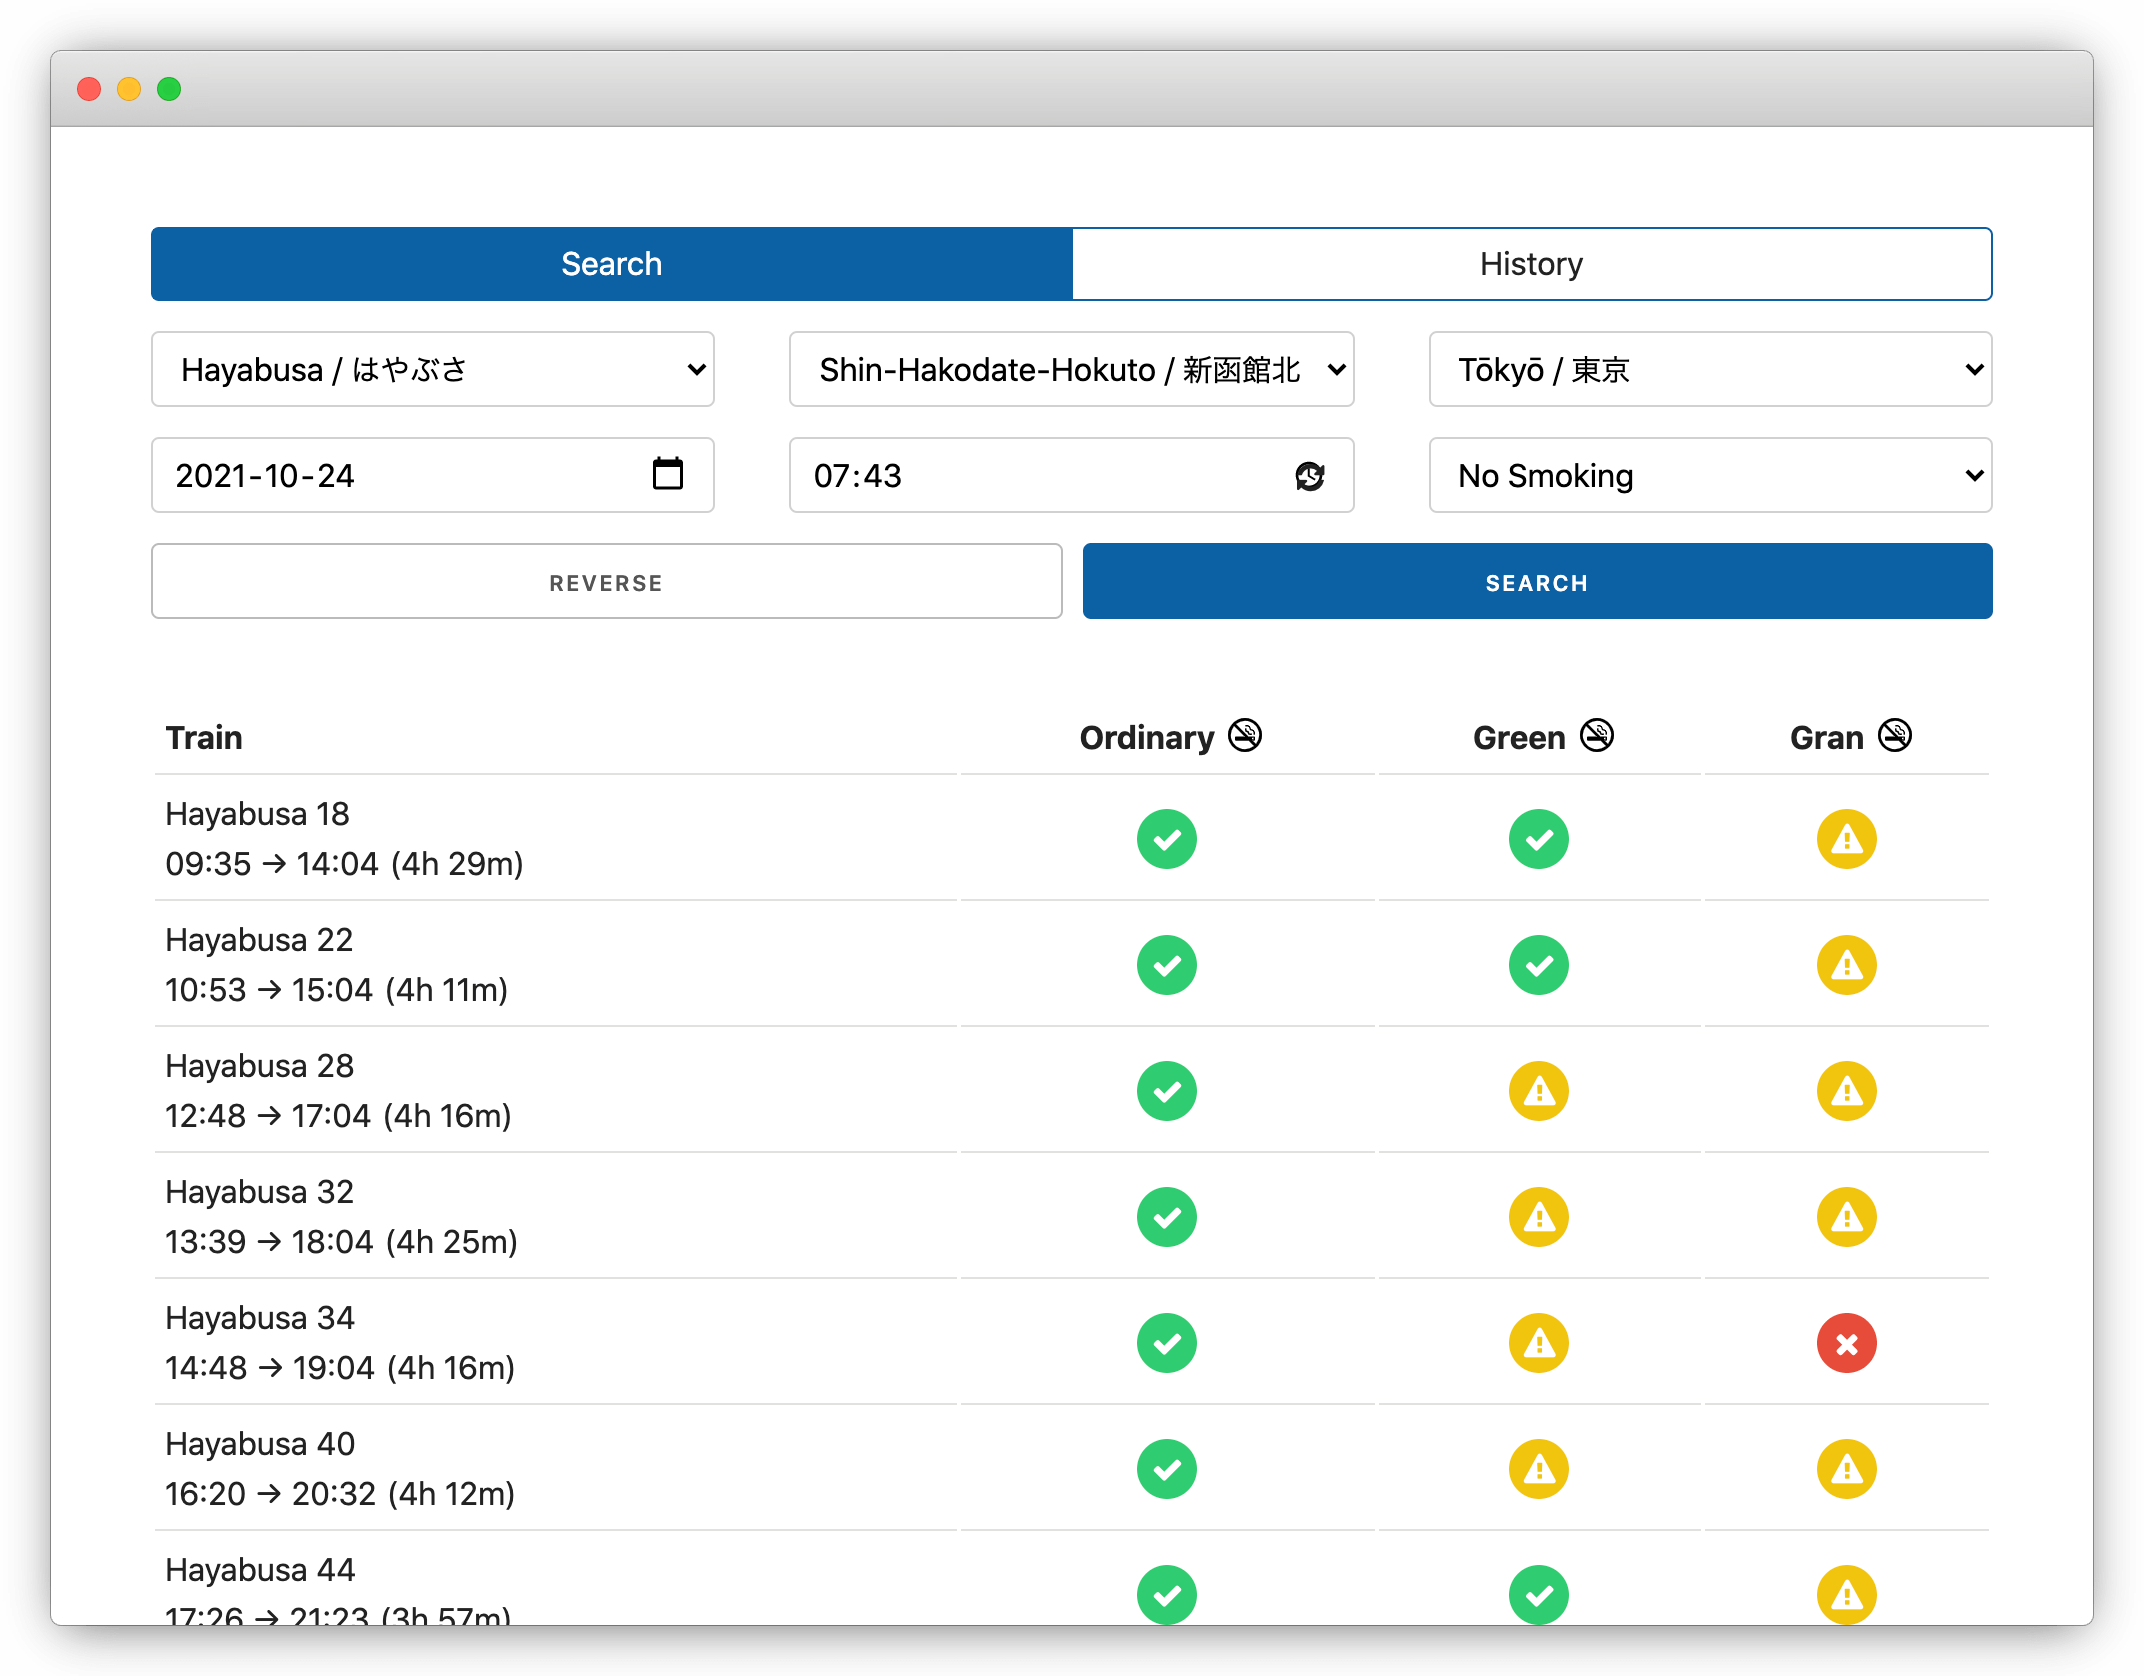 Search
History
Hayabusa / はやぶさ
Shin-Hakodate-Hokuto / 新函館北
Tōkyō / 東京
2021-10-24
07:43
No Smoking
REVERSE
SEARCH
Train
Ordinary
Green
Gran
Hayabusa 18
09:35 → 14:04 (4h 29m)
Hayabusa 22
10:53 → 15:04 (4h 11m)
Hayabusa 28
12:48 → 17:04 (4h 16m)
Hayabusa 32
13:39 → 18:04 (4h 25m)
Hayabusa 34
14:48 → 19:04 (4h 16m)
Hayabusa 40
16:20 → 20:32 (4h 12m)
Hayabusa 44
17:26 → 21:23 (3h 57m)